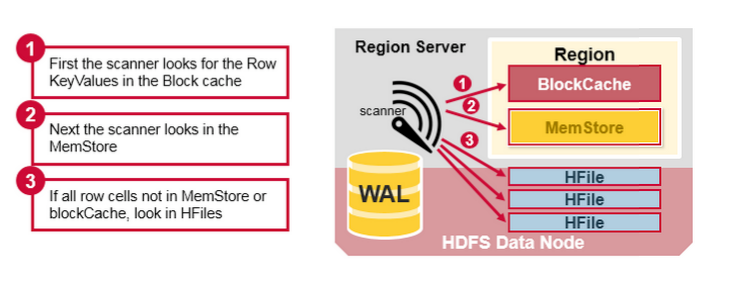 1
First the scanner looks for the Row
KeyValues in the Block cache
2
Next the scanner looks in the
MemStore
3
If all row cells not in MemStore or
blockCache, look in HFiles
Region Server
Region
BlockCache
MemStore
scanner
1
2
3
WAL
HFile
HFile
HFile
HDFS Data Node